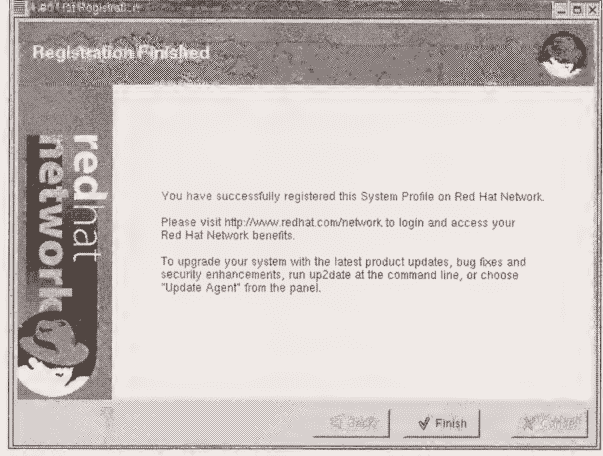 Red Hat Registration
Registration Finished
redhat
network
You have successfully registered this System Profile on Red Hat Network.
Please visit http://www.redhat.com/network to login and access your
Red Hat Network benefits.
To upgrade your system with the latest product updates, bug fixes and
security enhancements, run up2date at the command line, or choose
"Update Agent" from the panel.
Back
Finish
Cancel